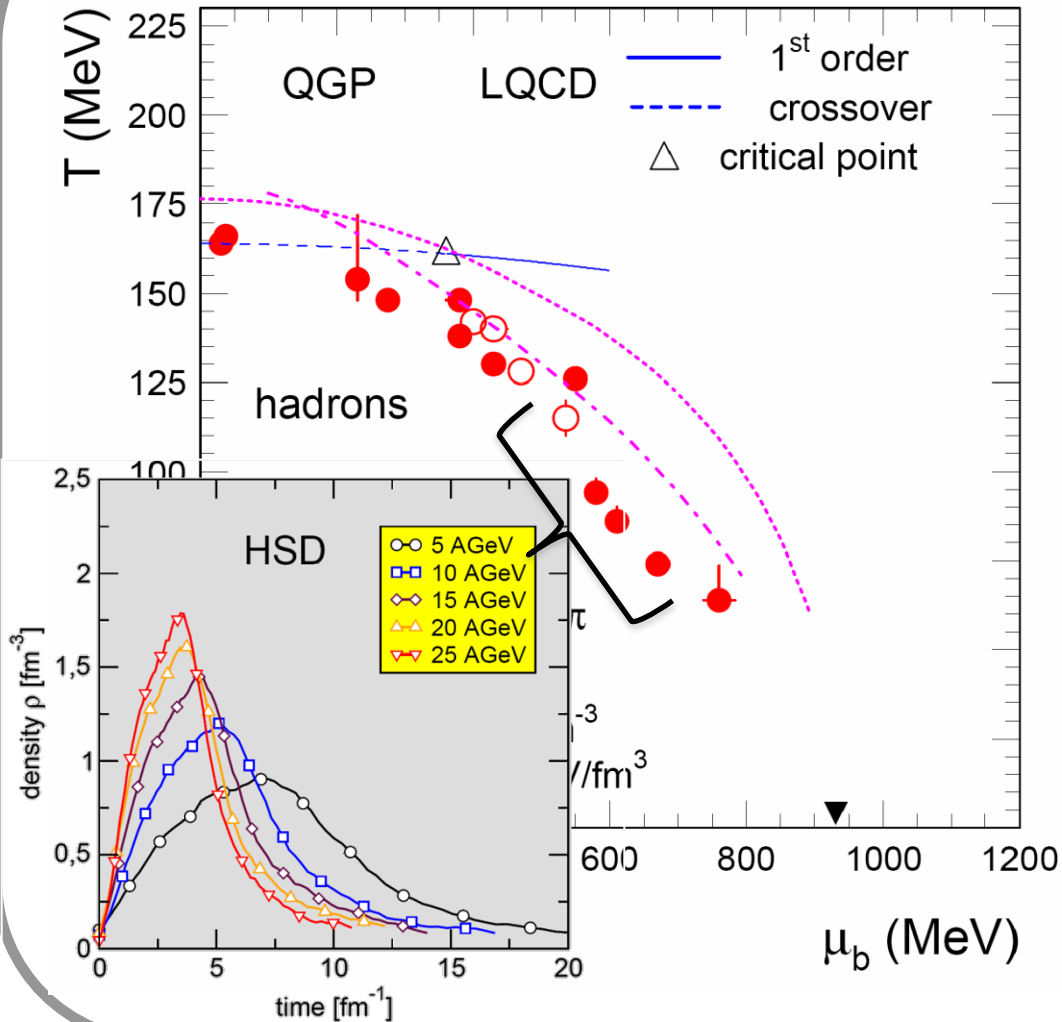 T (MeV)
225
200
175
150
125
100
QGP
LQCD
1st order
crossover
critical point
hadrons
2,5
2
1,5
1
0,5
0
density ρ [fm-3]
HSD
5 AGeV
10 AGeV
15 AGeV
20 AGeV
25 AGeV
0 5 10 15 20
time [fm-1]
π
-3
/fm3
600 800 1000 1200
μb (MeV)